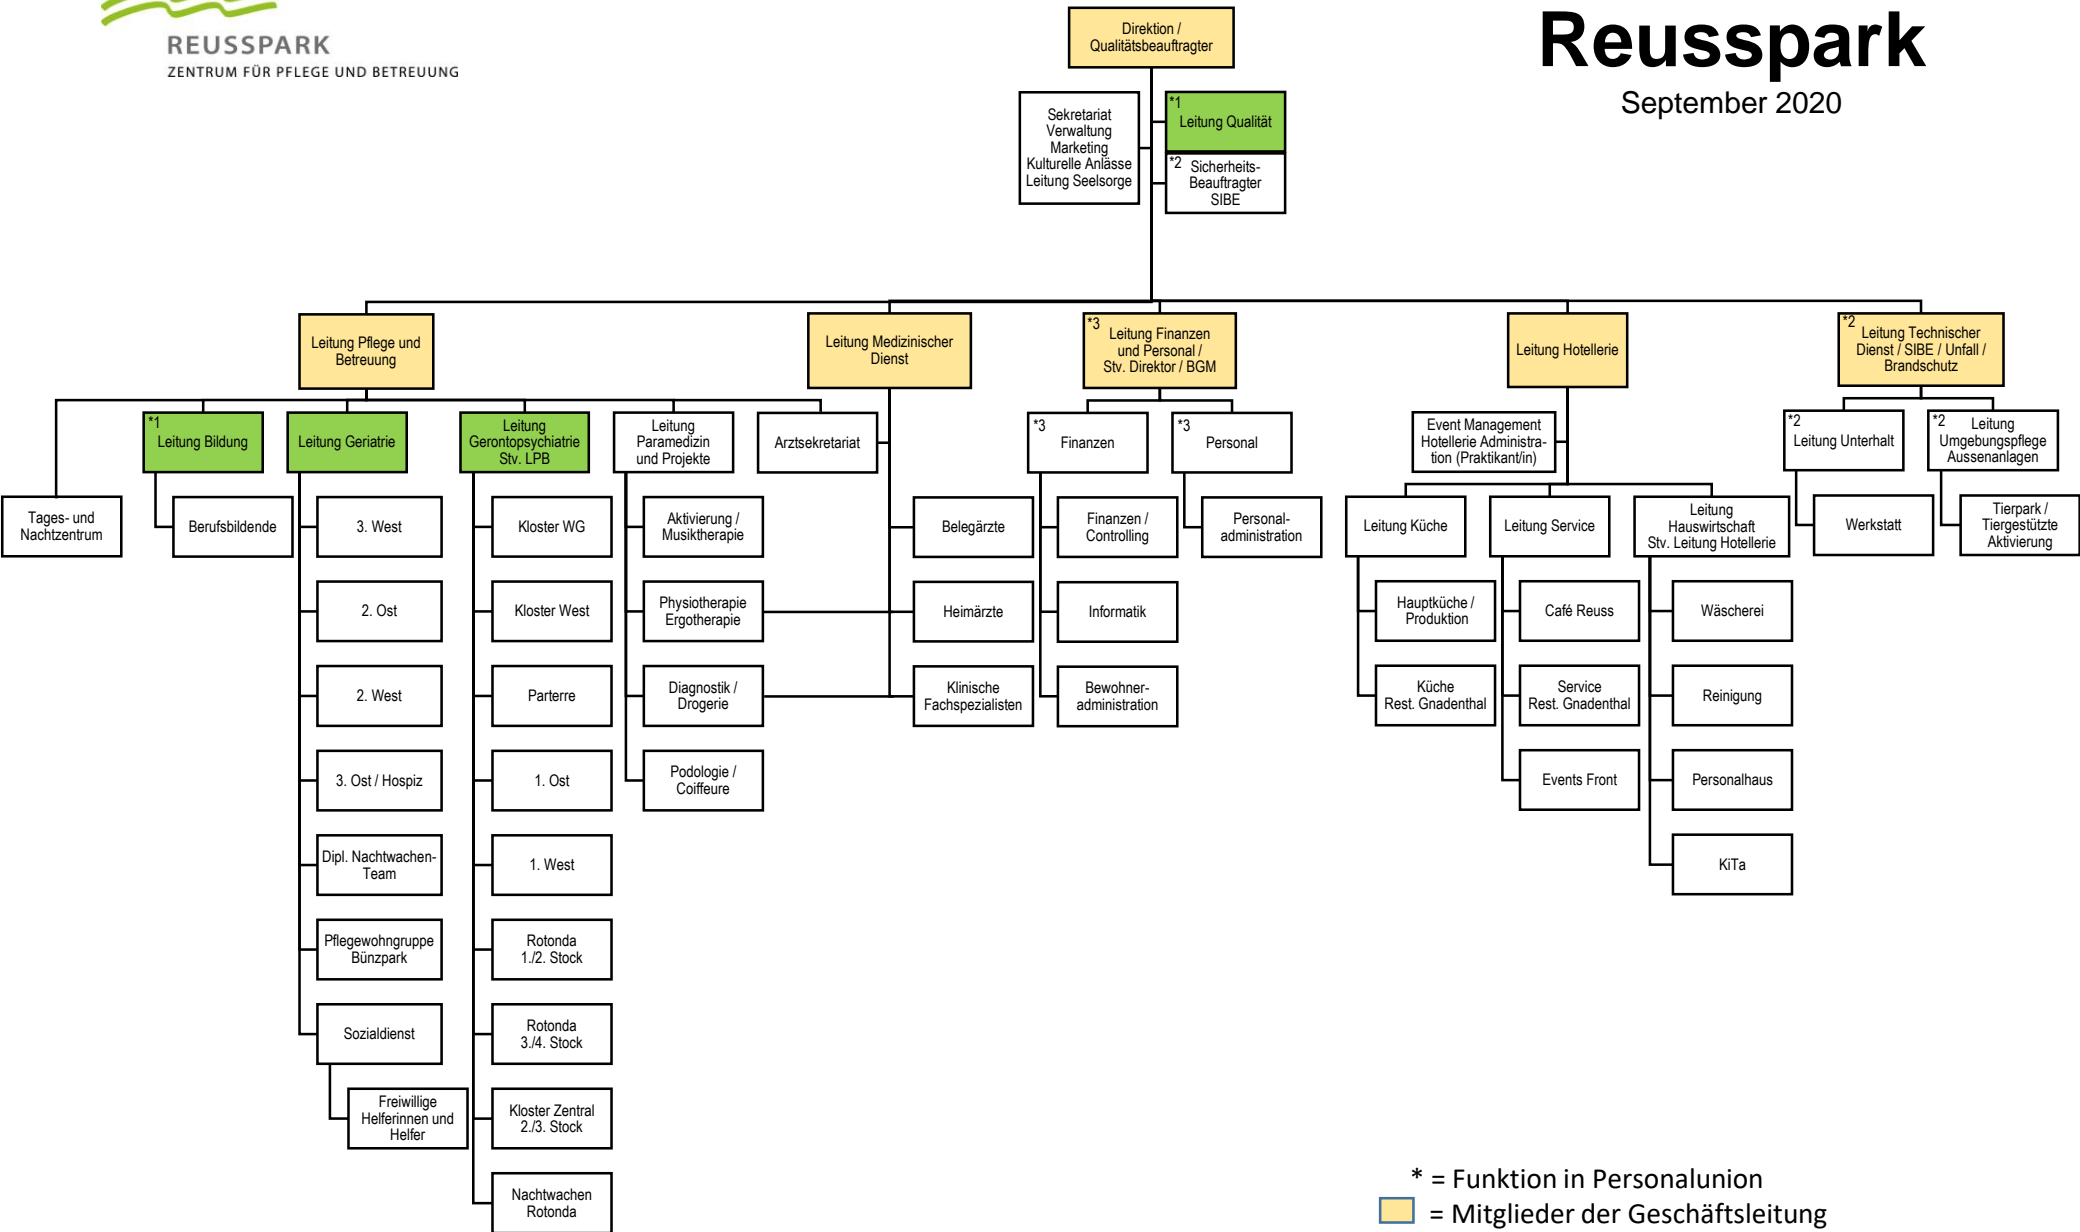 REUSSPARK
ZENTRUM FÜR PFLEGE UND BETREUUNG
Reusspark
September 2020
Direktion /
Qualitätsbeauftragter
Sekretariat
Verwaltung
Marketing
Kulturelle Anlässe
Leitung Seelsorge
*1
Leitung Qualität
*2 Sicherheits-
Beauftragter
SIBE
Leitung Pflege und
Betreuung
Leitung Medizinischer
Dienst
*3
Leitung Finanzen
und Personal /
Stv. Direktor / BGM
Leitung Hotellerie
*2
Leitung Technischer
Dienst / SIBE / Unfall /
Brandschutz
*1
Leitung Bildung
Leitung Geriatrie
Leitung
Gerontopsychiatrie
Stv. LPB
Leitung
Paramedizin
und Projekte
Arztsekretariat
*3
Finanzen
*3
Personal
Event Management
Hotellerie Administra-
tion (Praktikant/in)
*2
Leitung Unterhalt
*2 Leitung
Umgebungspflege
Aussenanlagen
Tages- und
Nachtzentrum
Berufsbildende
3. West
2. Ost
2. West
3. Ost / Hospiz
Dipl. Nachtwachen-
Team
Pflegewohngruppe
Bünzpark
Sozialdienst
Freiwillige
Helferinnen und
Helfer
Kloster WG
Kloster West
Parterre
1. Ost
1. West
Rotonda
1./2. Stock
Rotonda
3./4. Stock
Kloster Zentral
2./3. Stock
Nachtwachen
Rotonda
Aktivierung /
Musiktherapie
Physiotherapie
Ergotherapie
Diagnostik /
Drogerie
Podologie /
Coiffeure
Belegärzte
Heimärzte
Klinische
Fachspezialisten
Finanzen /
Controlling
Informatik
Bewohner-
administration
Personal-
administration
Leitung Küche
Hauptküche /
Produktion
Küche
Rest. Gnadenthal
Leitung Service
Café Reuss
Service
Rest. Gnadenthal
Events Front
Leitung
Hauswirtschaft
Stv. Leitung Hotellerie
Wäscherei
Reinigung
Personalhaus
KiTa
Werkstatt
Tierpark /
Tiergestützte
Aktivierung
* = Funktion in Personalunion
= Mitglieder der Geschäftsleitung